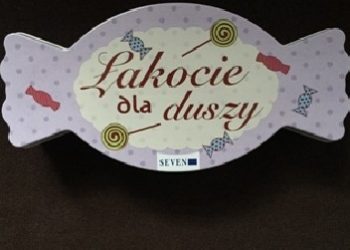 Łakocie
dla duszy
SEVEN